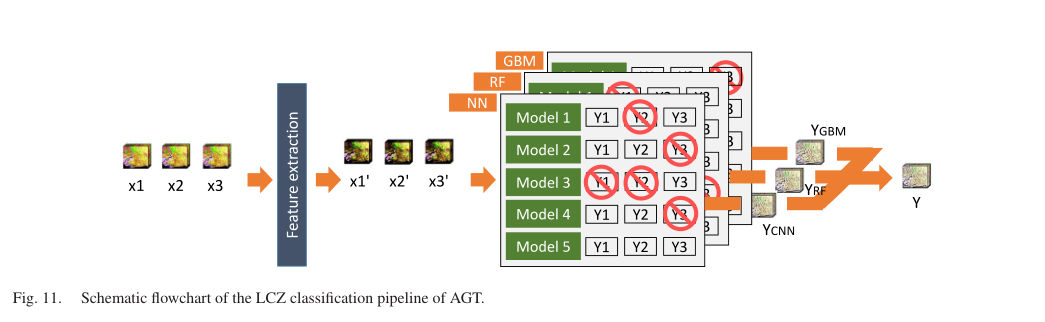 GBM
RF
NN
Model 1 Y1 Y2 Y3
Model 2 Y1 Y2 Y3
Model 3 Y1 Y2 Y3
Model 4 Y1 Y2 Y3
Model 5 Y1 Y2 Y3
Feature extraction
x1 x2 x3
x1' x2' x3'
YGBM
YRF
YCNN
Y
Fig. 11. Schematic flowchart of the LCZ classification pipeline of AGT.